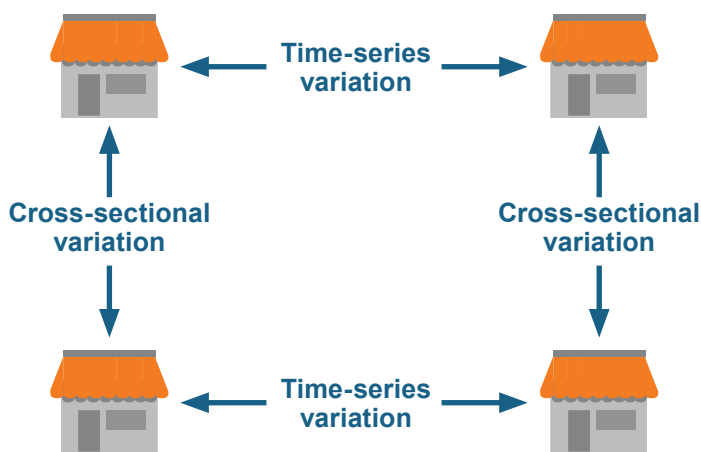 Time-series
variation
Cross-sectional
variation
Cross-sectional
variation
Time-series
variation